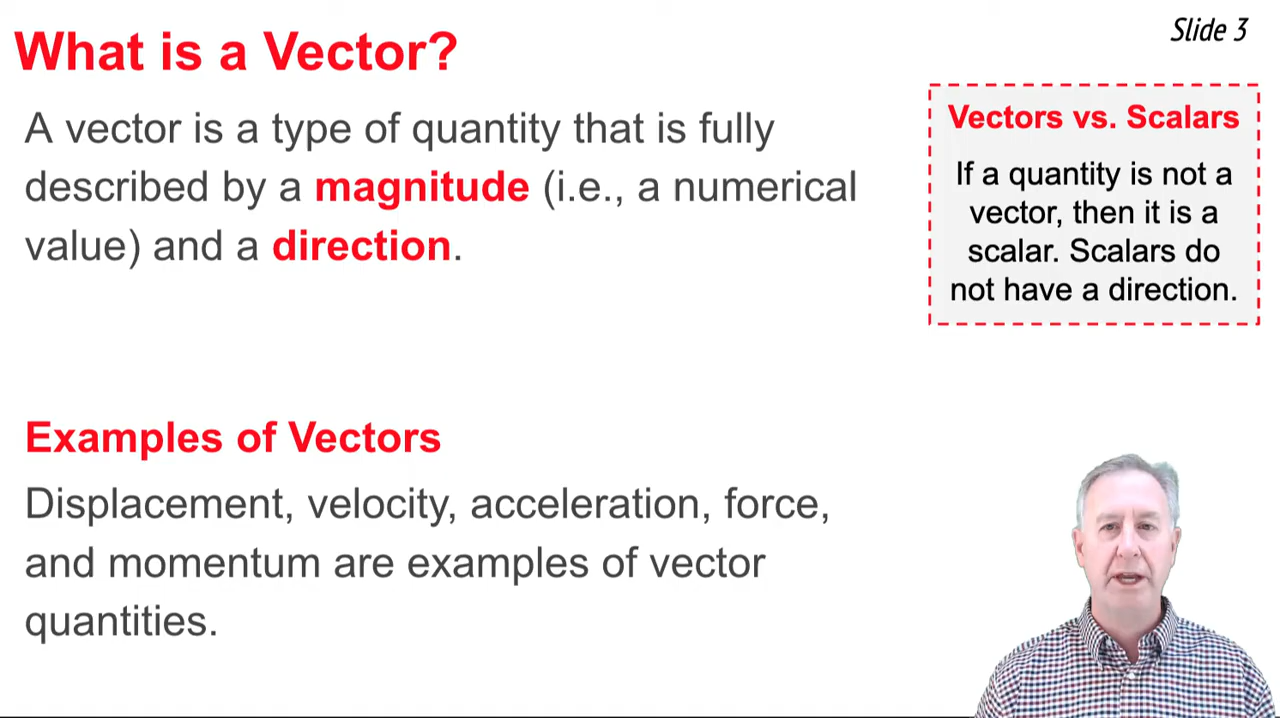 What is a Vector?
Slide 3
A vector is a type of quantity that is fully
described by a magnitude (i.e., a numerical
value) and a direction.
Vectors vs. Scalars
If a quantity is not a
vector, then it is a
scalar. Scalars do
not have a direction.
Examples of Vectors
Displacement, velocity, acceleration, force,
and momentum are examples of vector
quantities.